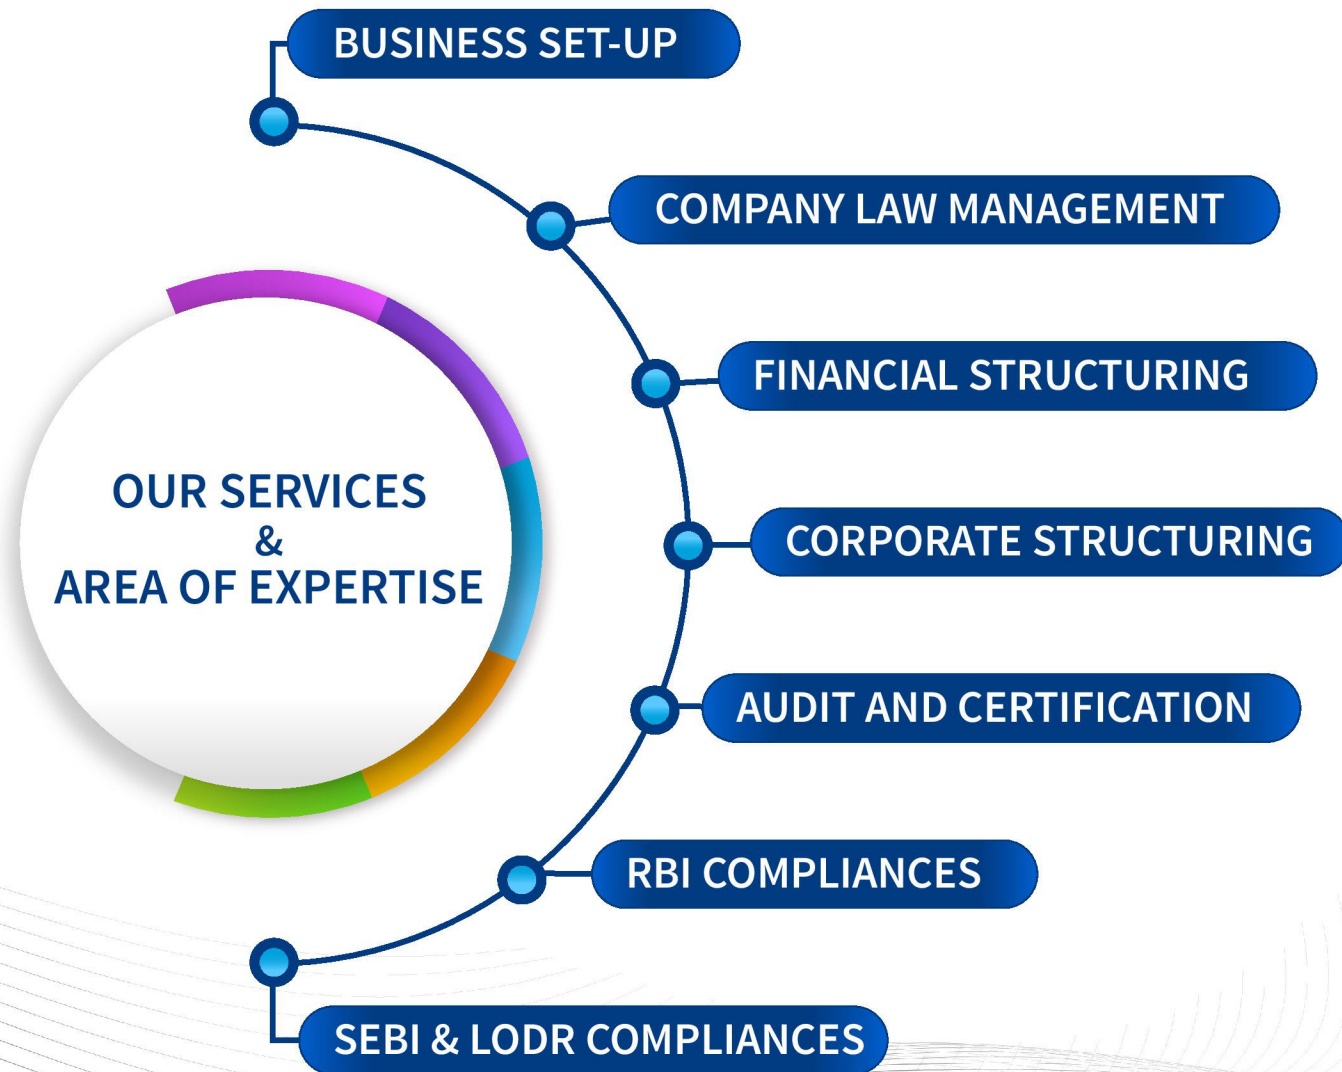 BUSINESS SET-UP
COMPANY LAW MANAGEMENT
FINANCIAL STRUCTURING
OUR SERVICES
&
AREA OF EXPERTISE
CORPORATE STRUCTURING
AUDIT AND CERTIFICATION
RBI COMPLIANCES
SEBI & LODR COMPLIANCES